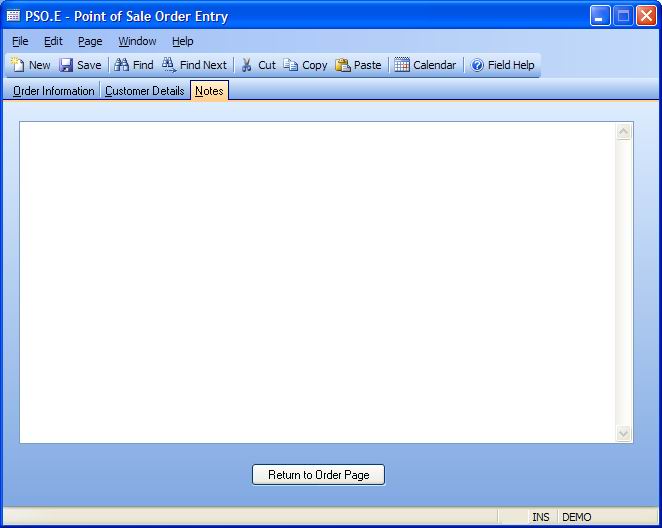 PSO.E - Point of Sale Order Entry
File Edit Page Window Help
New Save Find Find Next Cut Copy Paste Calendar Field Help
Order Information Customer Details Notes
Return to Order Page
INS DEMO